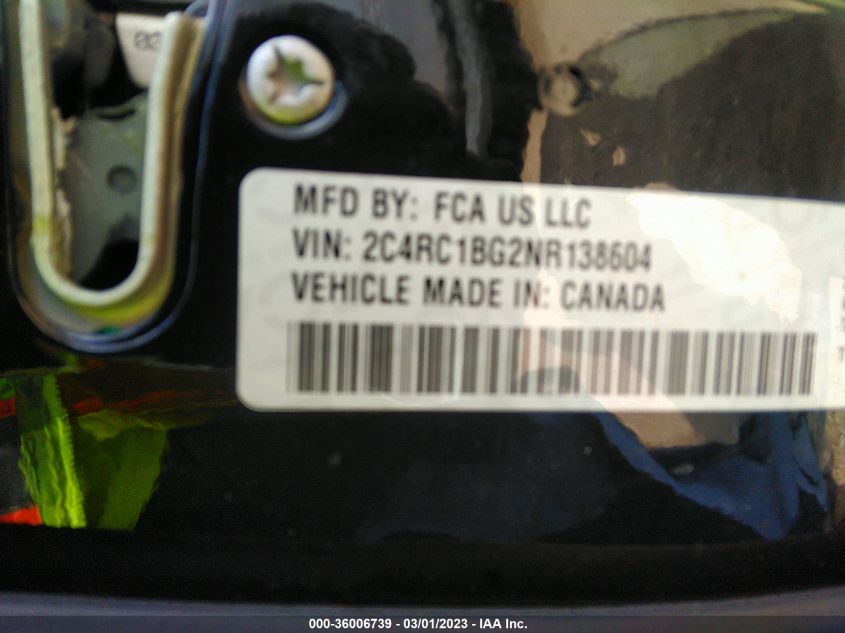 MFD BY: FCA US LLC
VIN: 2C4RC1BG2NR138604
VEHICLE MADE IN: CANADA
000-36006739 - 03/01/2023 - IAA Inc.